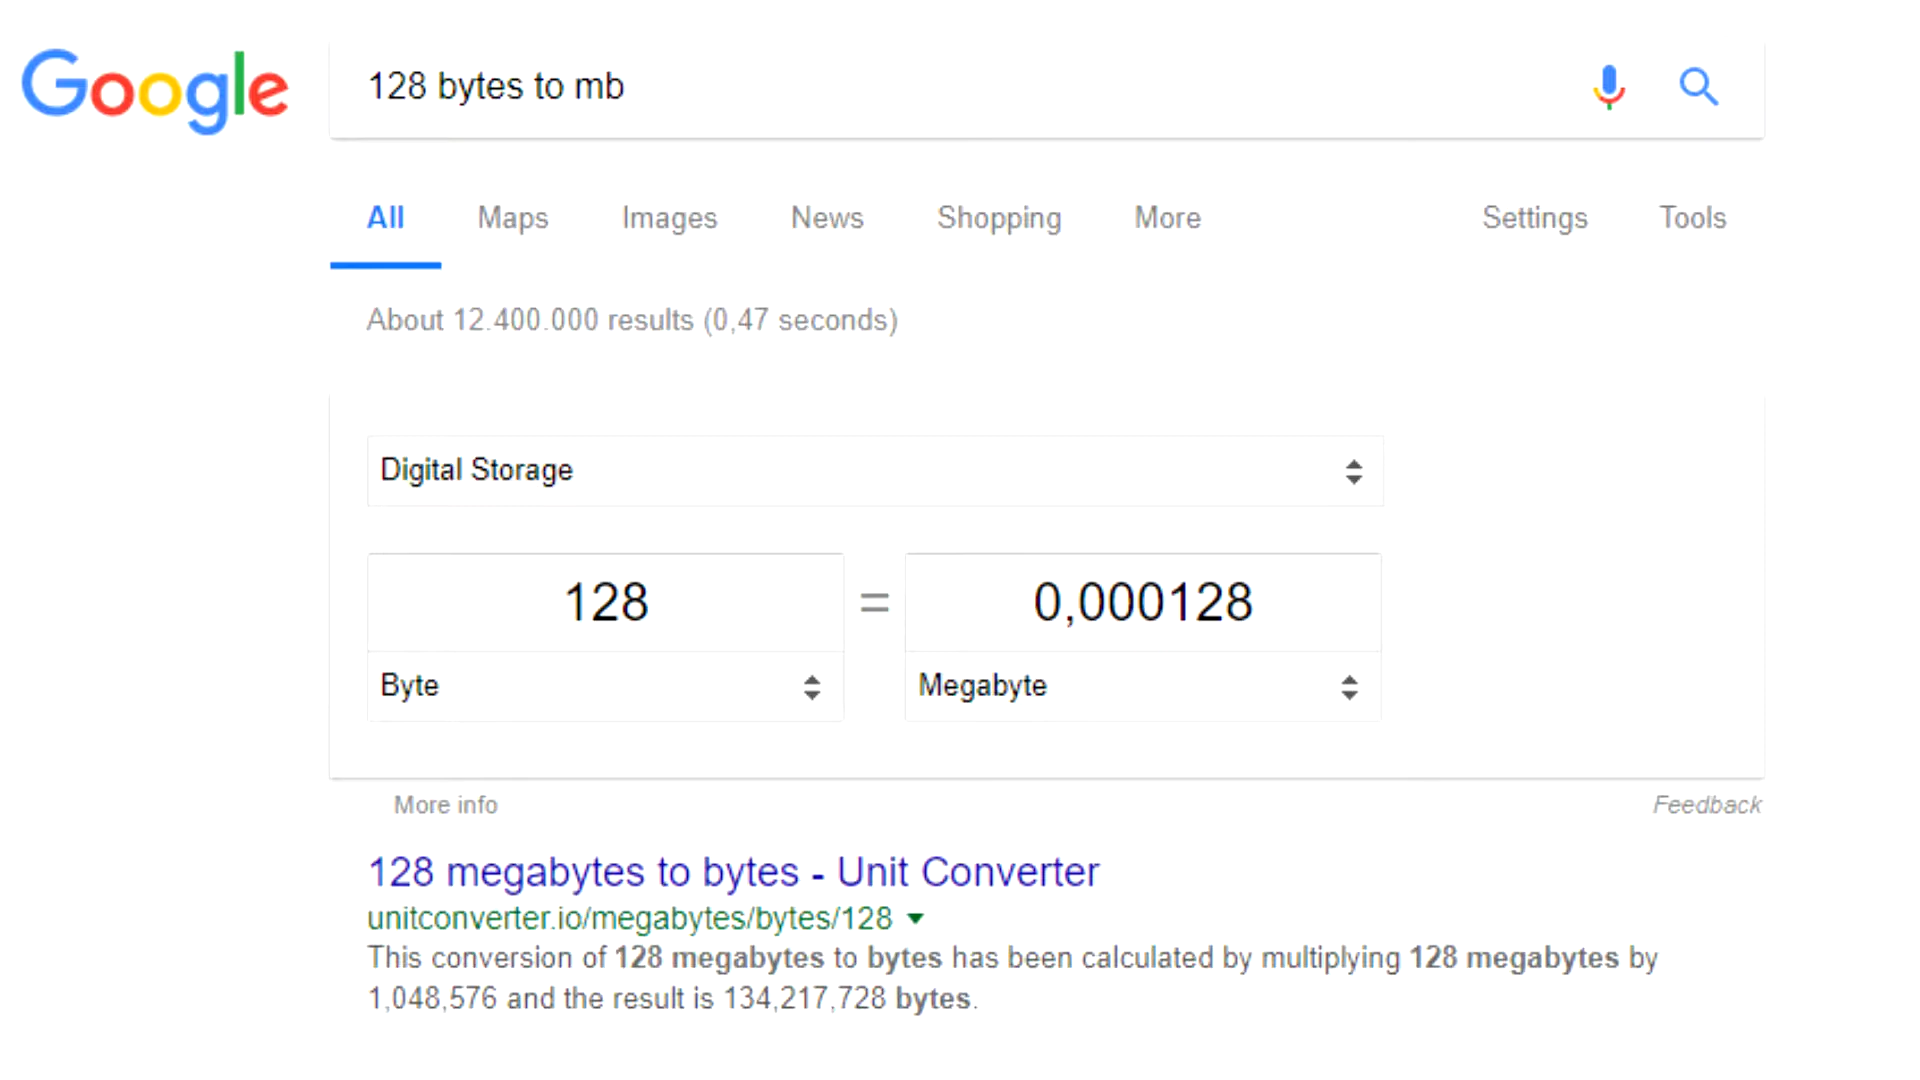 Google 128 bytes to mb
All Maps Images News Shopping More Settings Tools
About 12.400.000 results (0,47 seconds)
Digital Storage
128 = 0,000128
Byte Megabyte
More info Feedback
128 megabytes to bytes - Unit Converter
unitconverter.io/megabytes/bytes/128
This conversion of 128 megabytes to bytes has been calculated by multiplying 128 megabytes by
1,048,576 and the result is 134,217,728 bytes.